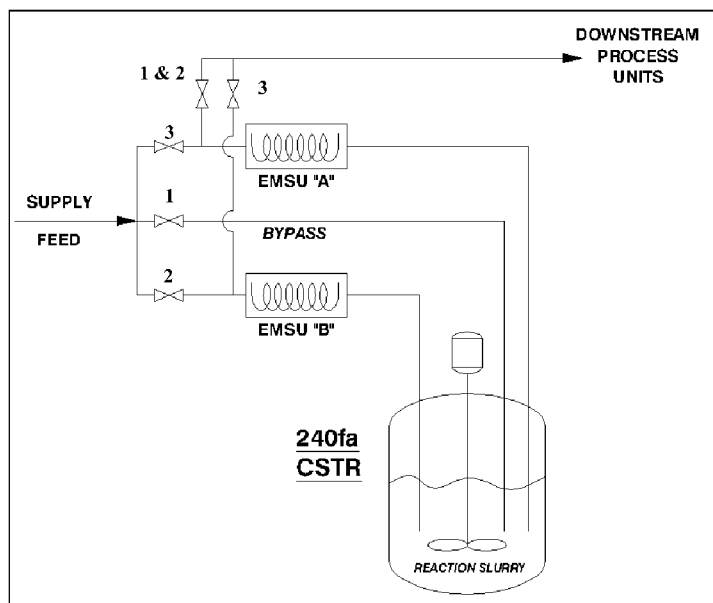 DOWNSTREAM
PROCESS
UNITS
1 & 2
3
3
EMSU "A"
SUPPLY
FEED
1
BYPASS
2
EMSU "B"
240fa
CSTR
REACTION SLURRY